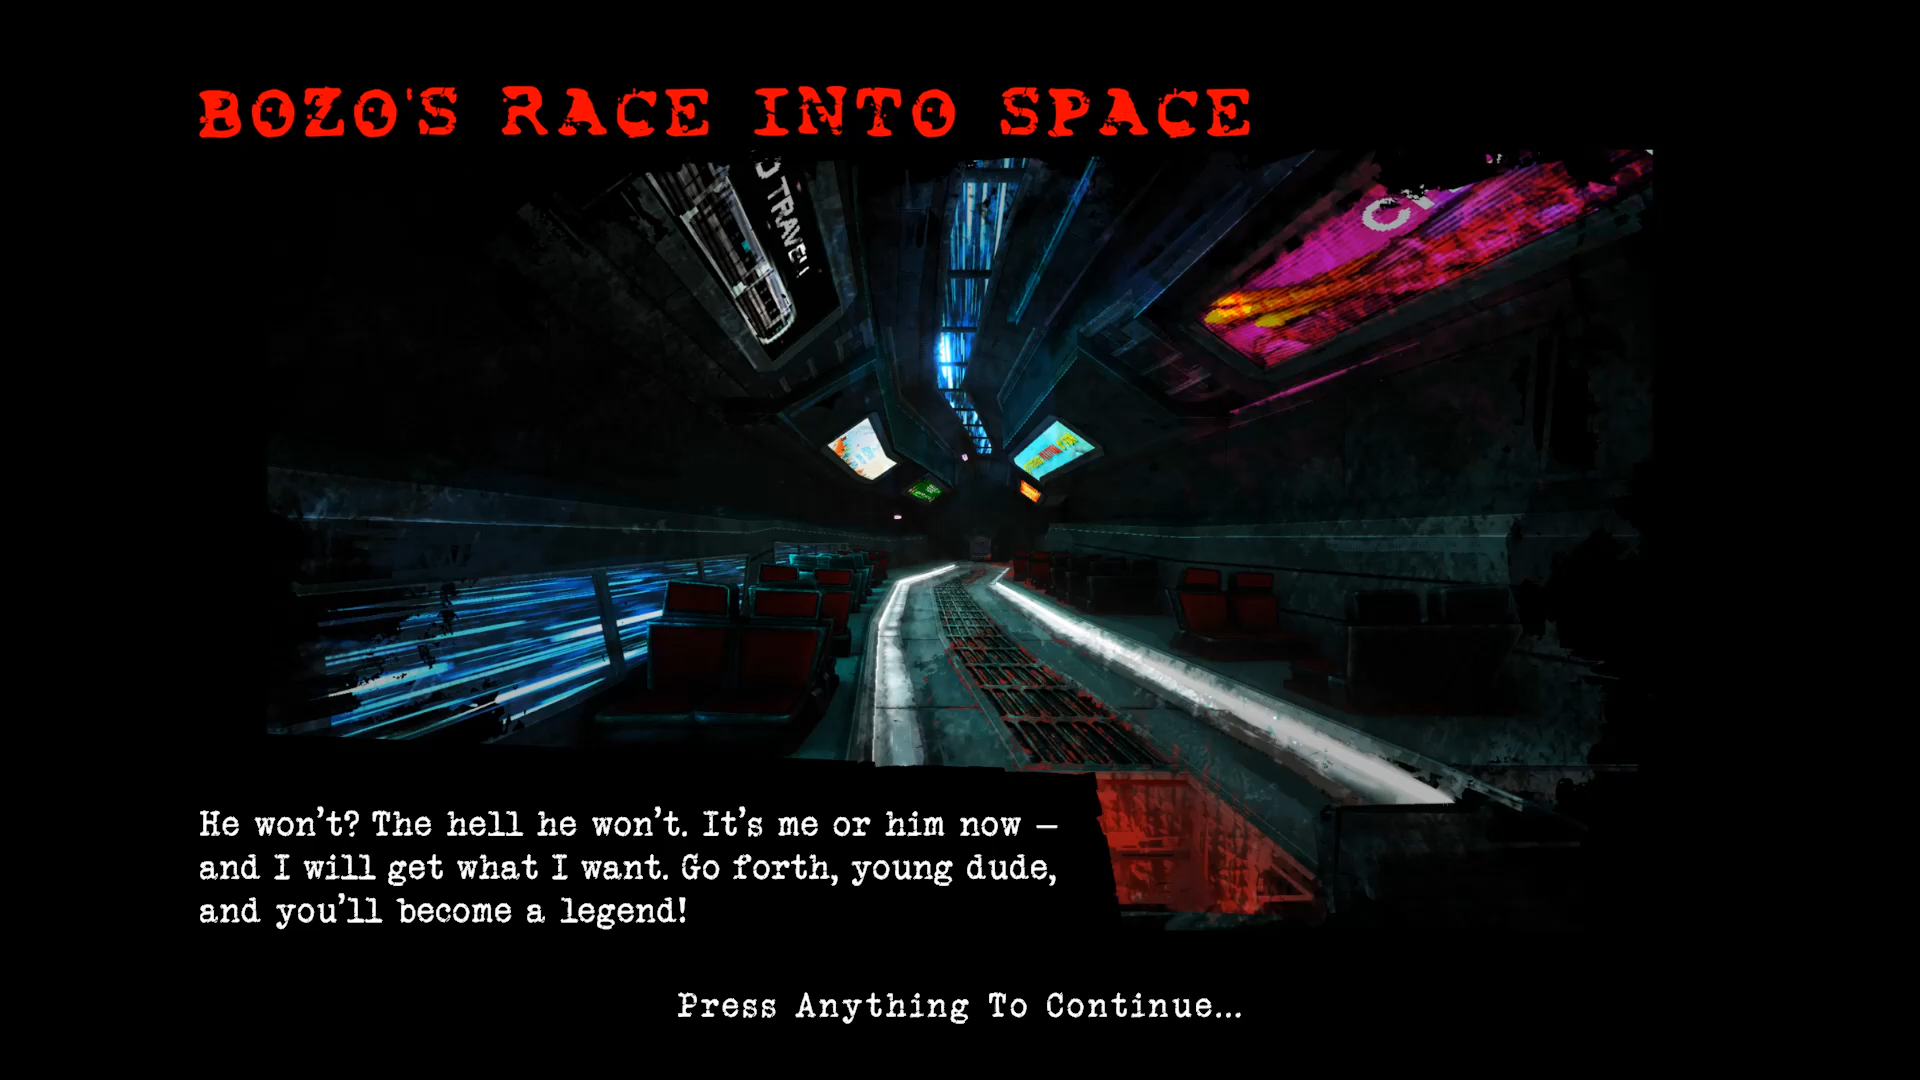 BOZO'S RACE INTO SPACE
TRAVEL
He won't? The hell he won't. It's me or him now –
and I will get what I want. Go forth, young dude,
and you'll become a legend!
Press Anything To Continue...